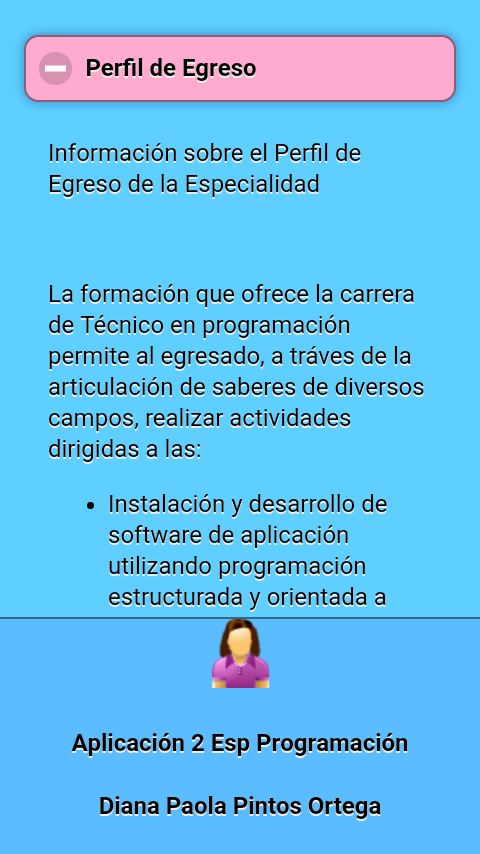 Perfil de Egreso
Información sobre el Perfil de
Egreso de la Especialidad
La formación que ofrece la carrera
de Técnico en programación
permite al egresado, a tráves de la
articulación de saberes de diversos
campos, realizar actividades
dirigidas a las:
• Instalación y desarrollo de
software de aplicación
utilizando programación
estructurada y orientada a
Aplicación 2 Esp Programación
Diana Paola Pintos Ortega